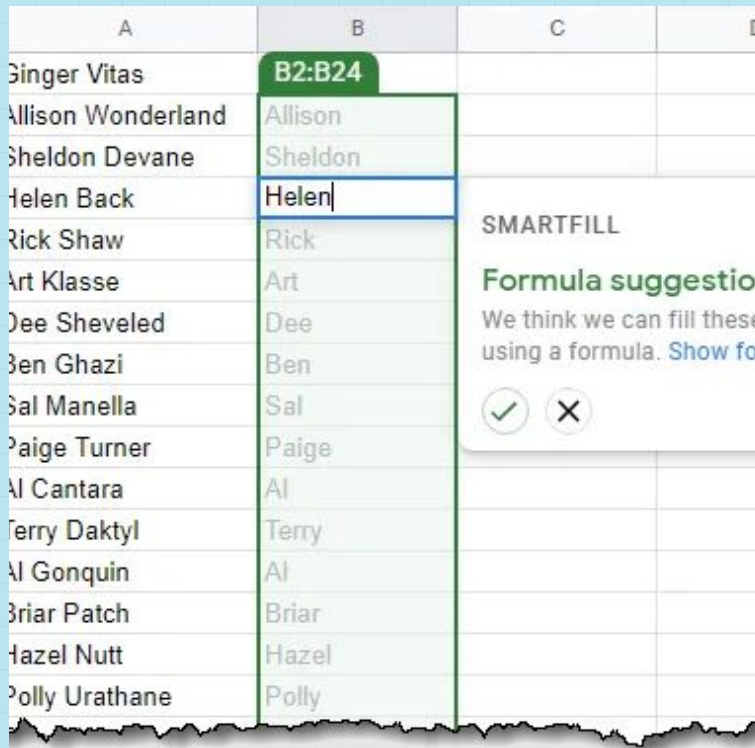 A B C D
Ginger Vitas B2:B24
Allison Wonderland Allison
Sheldon Devane Sheldon
Helen Back Helen
Rick Shaw Rick
Art Klasse Art
Dee Sheveled Dee
Ben Ghazi Ben
Sal Manella Sal
Paige Turner Paige
Al Cantara Al
Terry Daktyl Terry
Al Gonquin Al
Briar Patch Briar
Hazel Nutt Hazel
Polly Urathane Polly
SMARTFILL
Formula suggestio
We think we can fill these
using a formula. Show fo